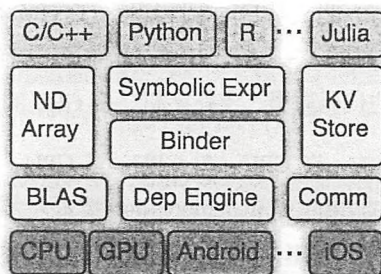 C/C++ Python R ... Julia
ND Array
Symbolic Expr
Binder
KV Store
BLAS Dep Engine Comm
CPU GPU Android ... iOS